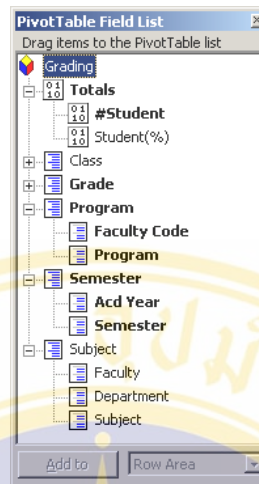 PivotTable Field List
Drag items to the PivotTable list
Grading
Totals
#Student
Student(%)
Class
Grade
Program
Faculty Code
Program
Semester
Acd Year
Semester
Subject
Faculty
Department
Subject
Add to Row Area